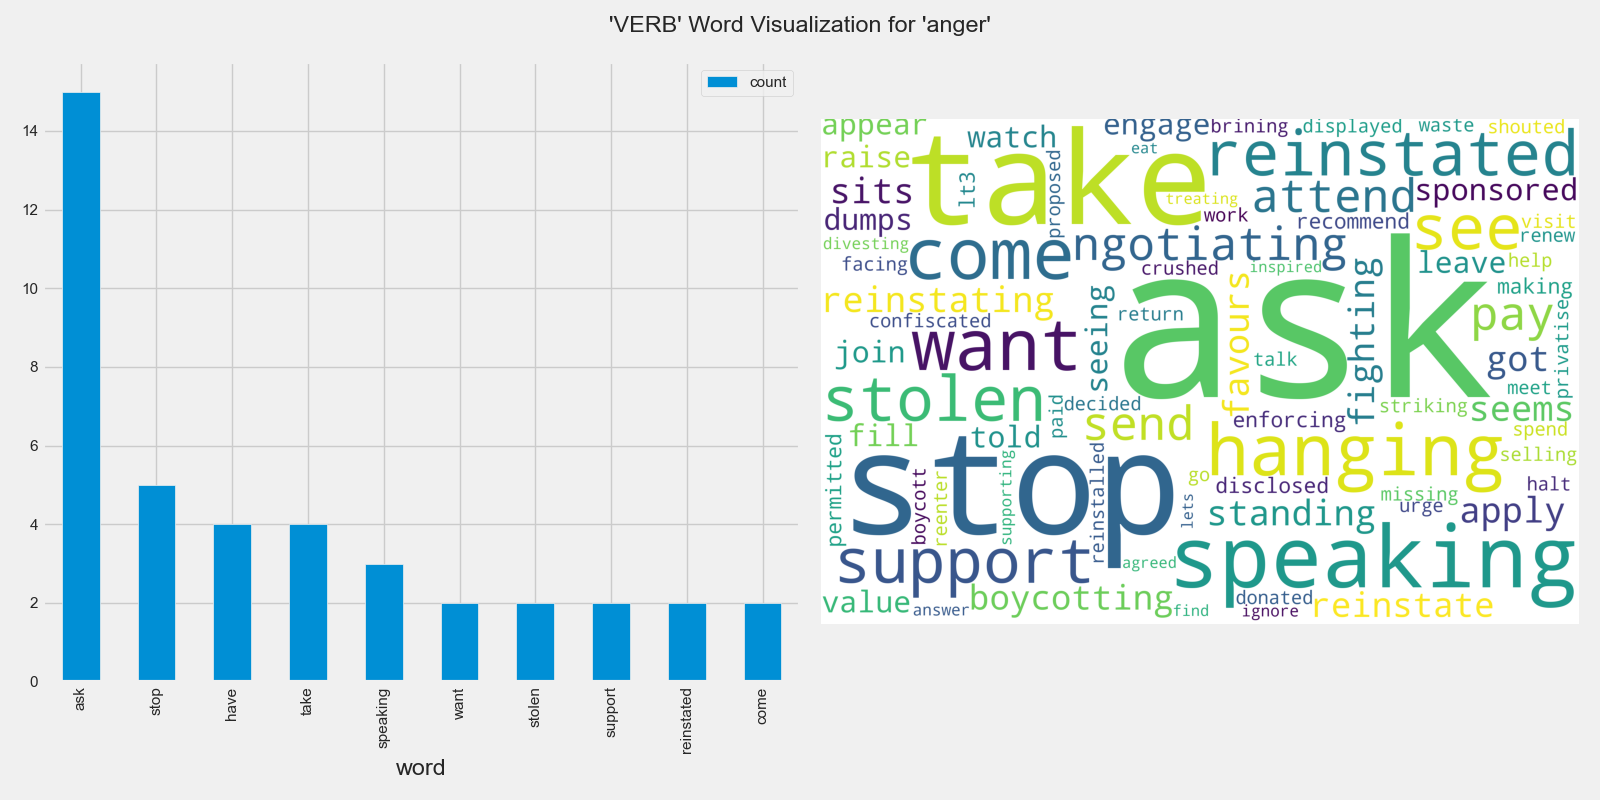 'VERB' Word Visualization for 'anger'
count
14
12
10
8
6
4
2
0
ask
stop
have
take
speaking
want
stolen
support
reinstated
come
word
appear
watch
take
engage
brining
displayed
waste
shouted
raise
lt3
proposed
eat
reinstated
sits
treating
attend
sponsored
dumps
work
recommend
see
visit
divesting
come
ngotiating
renew
facing
crushed
inspired
leave
help
reinstating
seeing
return
ask
favours
fighting
making
confiscated
pay
privatised
join
want
talk
got
meet
stolen
paid
decided
striking
seems
fill
told
send
enforcing
spend
permitted
stop
hanging
selling
boycott
reenter
supporting
reinstalled
go
disclosed
missing
halt
lets
standing
urge
apply
support
agreed
speaking
value
answer
boycotting
find
donated
ignore
reinstate